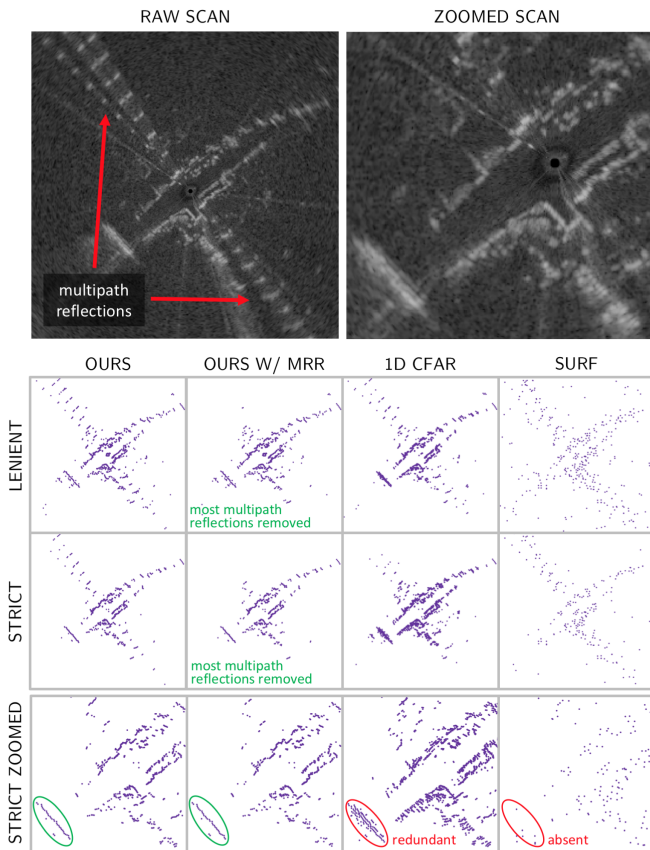 RAW SCAN
ZOOMED SCAN
multipath
reflections
OURS
OURS W/ MRR
1D CFAR
SURF
LENIENT
most multipath
reflections removed
STRICT
most multipath
reflections removed
STRICT ZOOMED
redundant
absent